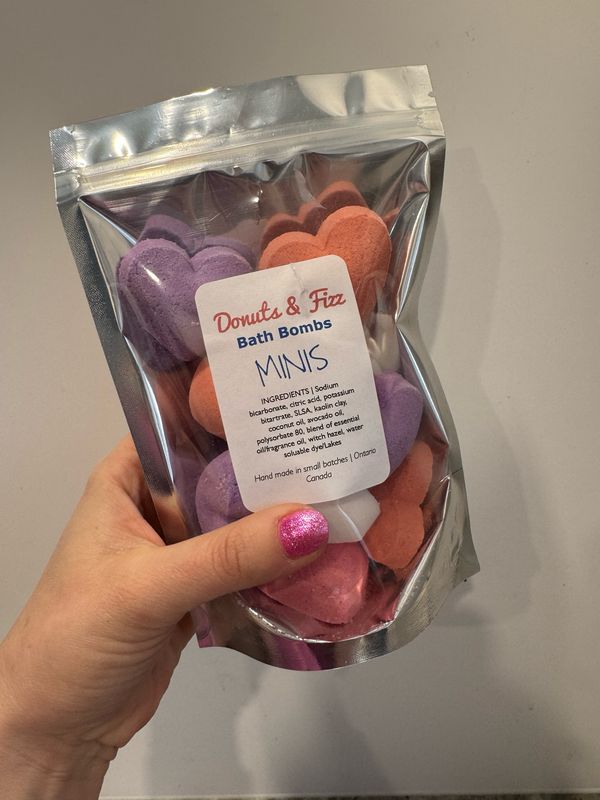 Donuts & Fizz
Bath Bombs
MINIS
INGREDIENTS | Sodium
bicarbonate, citric acid, potassium
bitartrate, SLSA, kaolin clay,
coconut oil, avocado oil,
polysorbate 80, blend of essential
oil/fragrance oil, witch hazel, water
soluable dye/Lakes
Hand made in small batches | Ontario
Canada